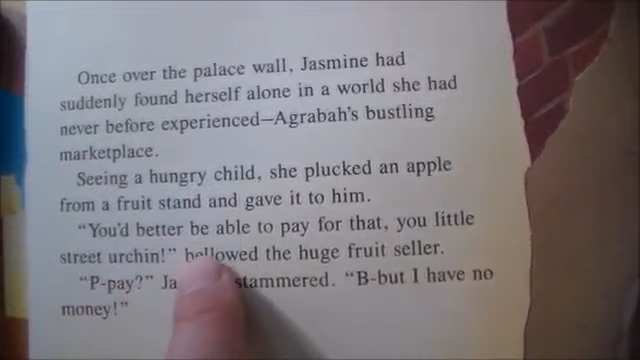 Once over the palace wall, Jasmine had
suddenly found herself alone in a world she had
never before experienced—Agrabah's bustling
marketplace.
Seeing a hungry child, she plucked an apple
from a fruit stand and gave it to him.
"You'd better be able to pay for that, you little
street urchin!" bellowed the huge fruit seller.
"P-pay?" Ja stammered. "B-but I have no
money!"